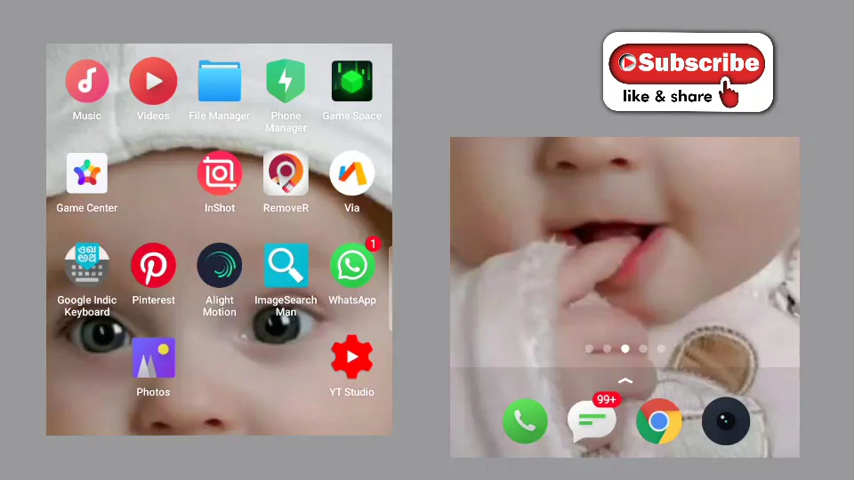 Subscribe
like & share
Music
Videos
File Manager
Phone
Manager
Game Space
Game Center
InShot
RemoveR
Via
1
Google Indic
Keyboard
Pinterest
Alight
Motion
ImageSearch
Man
WhatsApp
Photos
YT Studio
99+